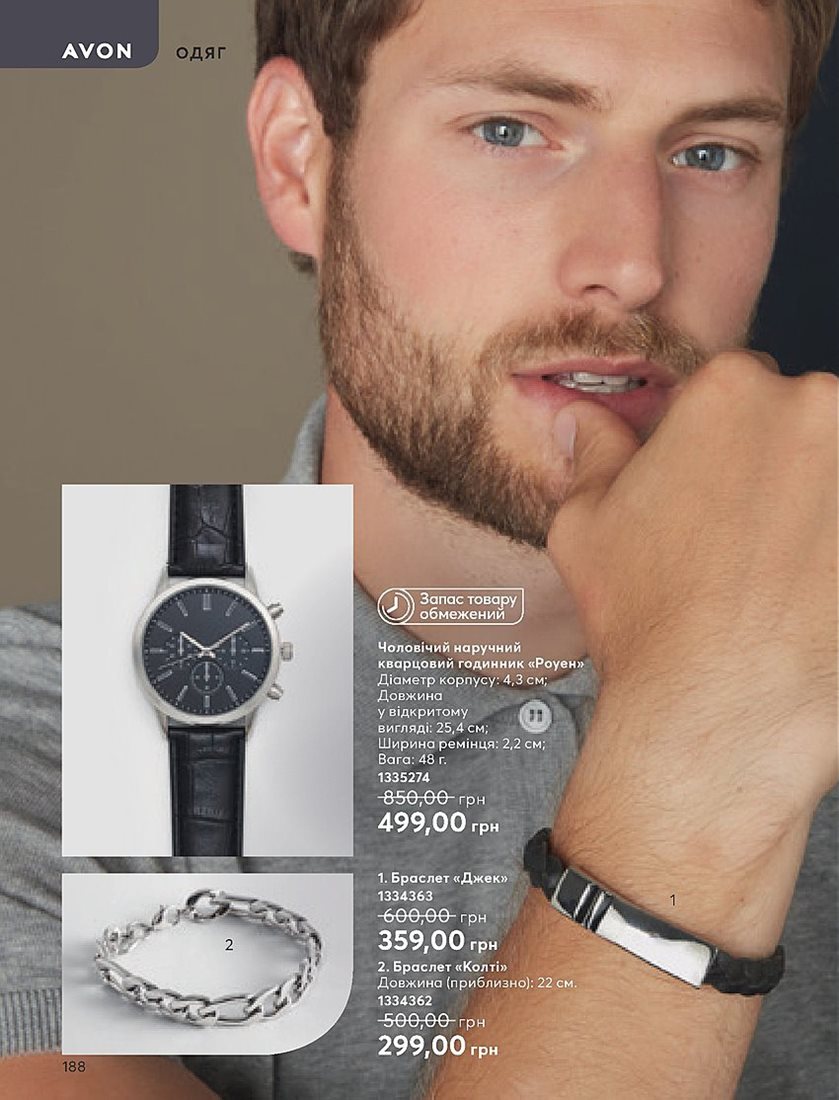 AVON
ОДЯГ
Запас товару
обмежений
Чоловічий наручний
кварцовий годинник «Роуен»
Діаметр корпусу: 4,3 см;
Довжина
у відкритому
вигляді: 25,4 см;
Ширина ремінця: 2,2 см;
Вага: 48 г.
1335274
850,00 грн
499,00 грн
1. Браслет «Джек»
1334363
600,00 грн
359,00 грн
2. Браслет «Колті»
Довжина (приблизно): 22 см.
1334362
500,00 грн
299,00 грн
1
2
188